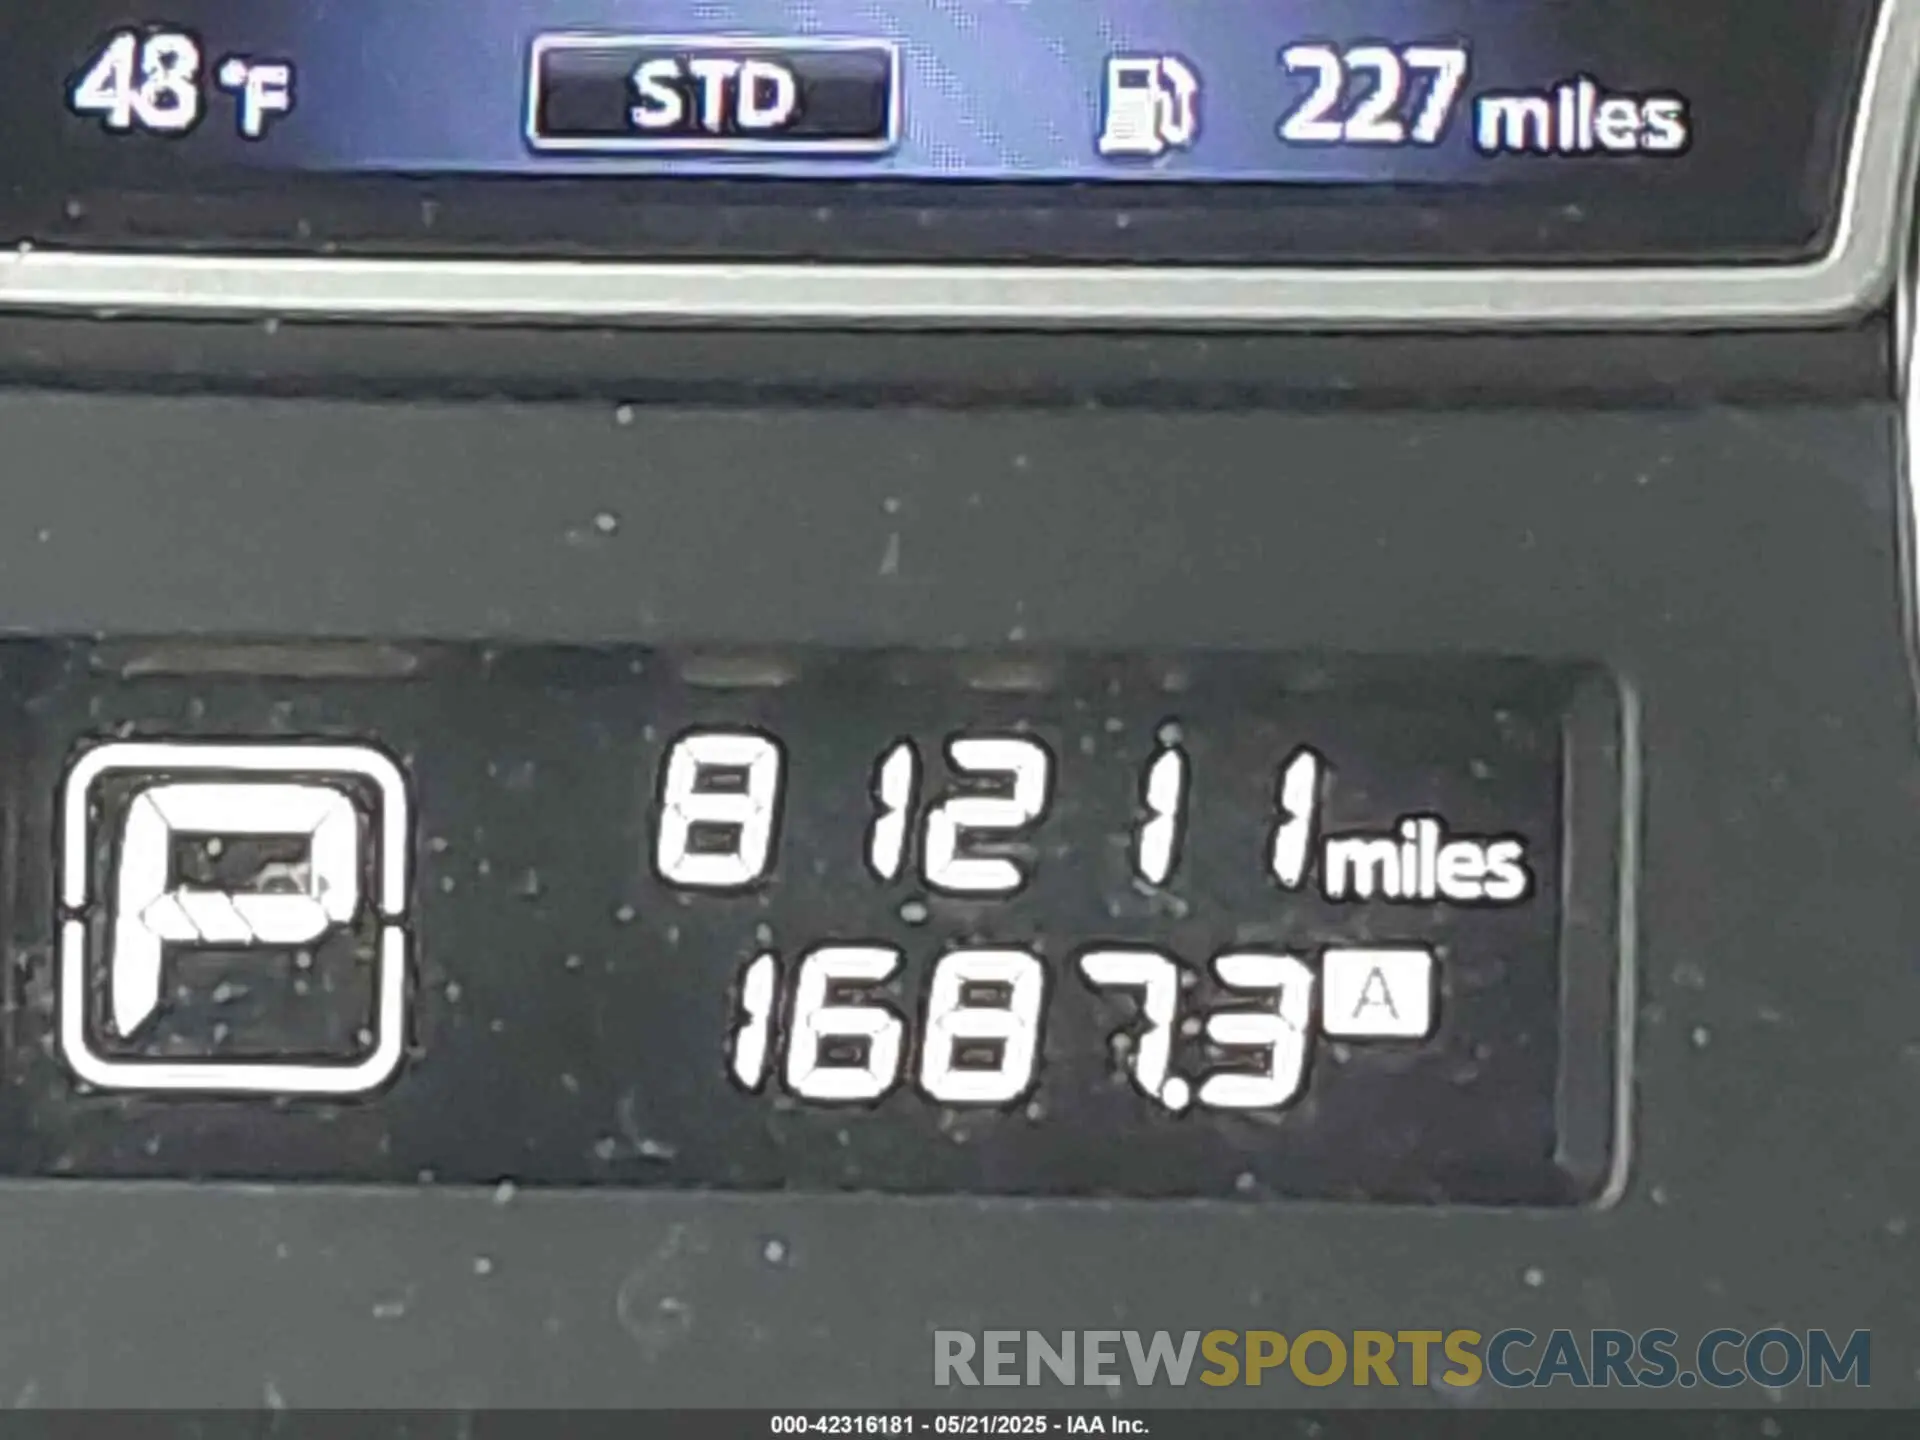 48 °F STD 227 miles
P 81211 miles
1687.3 A
RENEWSPORTSCARS.COM
000-42316181 - 05/21/2025 - IAA Inc.